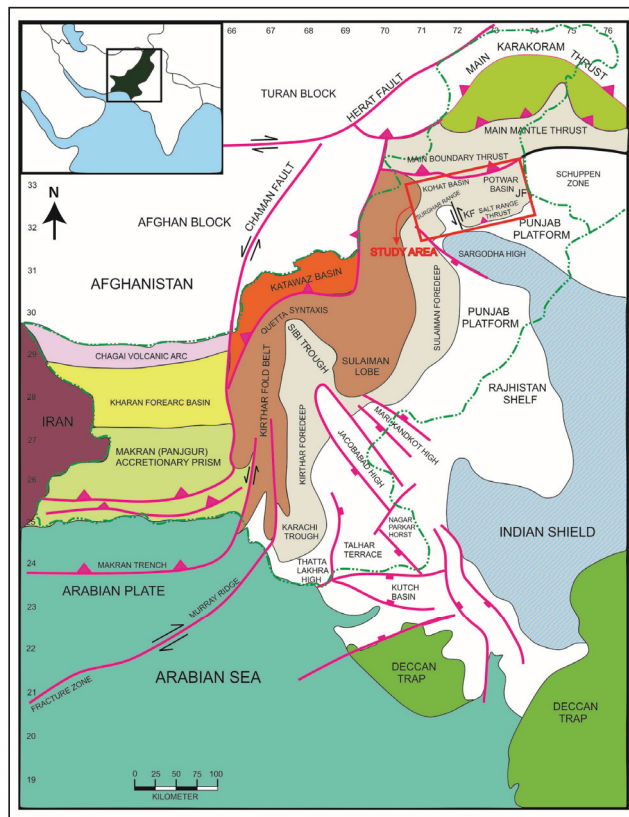 66 67 68 69 70 71 72 73 74 75 76
KARAKORAM
MAIN
THRUST
TURAN BLOCK
HERAT FAULT
MAIN MANTLE THRUST
MAIN BOUNDARY THRUST
SCHUPPEN
ZONE
33
N
KOHAT BASIN
POTWAR
BASIN
JF
SURGHAR RANGE
KF
SALT RANGE
THRUST
CHAMAN FAULT
AFGHAN BLOCK
32
PUNJAB
PLATFORM
STUDY AREA
SARGODHA HIGH
31
AFGHANISTAN
KATAWAZ BASIN
SULAIMAN FOREDEEP
30
QUETTA SYNTAXIS
PUNJAB
PLATFORM
29
CHAGAI VOLCANIC ARC
SIBI TROUGH
SULAIMAN
LOBE
RAJHISTAN
SHELF
28
KHARAN FOREARC BASIN
KIRTHAR FOLD BELT
IRAN
KIRTHAR FOREDEEP
JACOBABAD HIGH
MARI KANDKOT HIGH
27
MAKRAN (PANJGUR)
ACCRETIONARY PRISM
26
25
KARACHI
TROUGH
NAGAR
PARKAR
HORST
INDIAN SHIELD
TALHAR
TERRACE
24
MAKRAN TRENCH
THATTA
LAKHRA
HIGH
ARABIAN PLATE
KUTCH
BASIN
23
MURRAY RIDGE
22
ARABIAN SEA
DECCAN
TRAP
21
FRACTURE ZONE
DECCAN
TRAP
20
19
0 25 50 75 100
KILOMETER